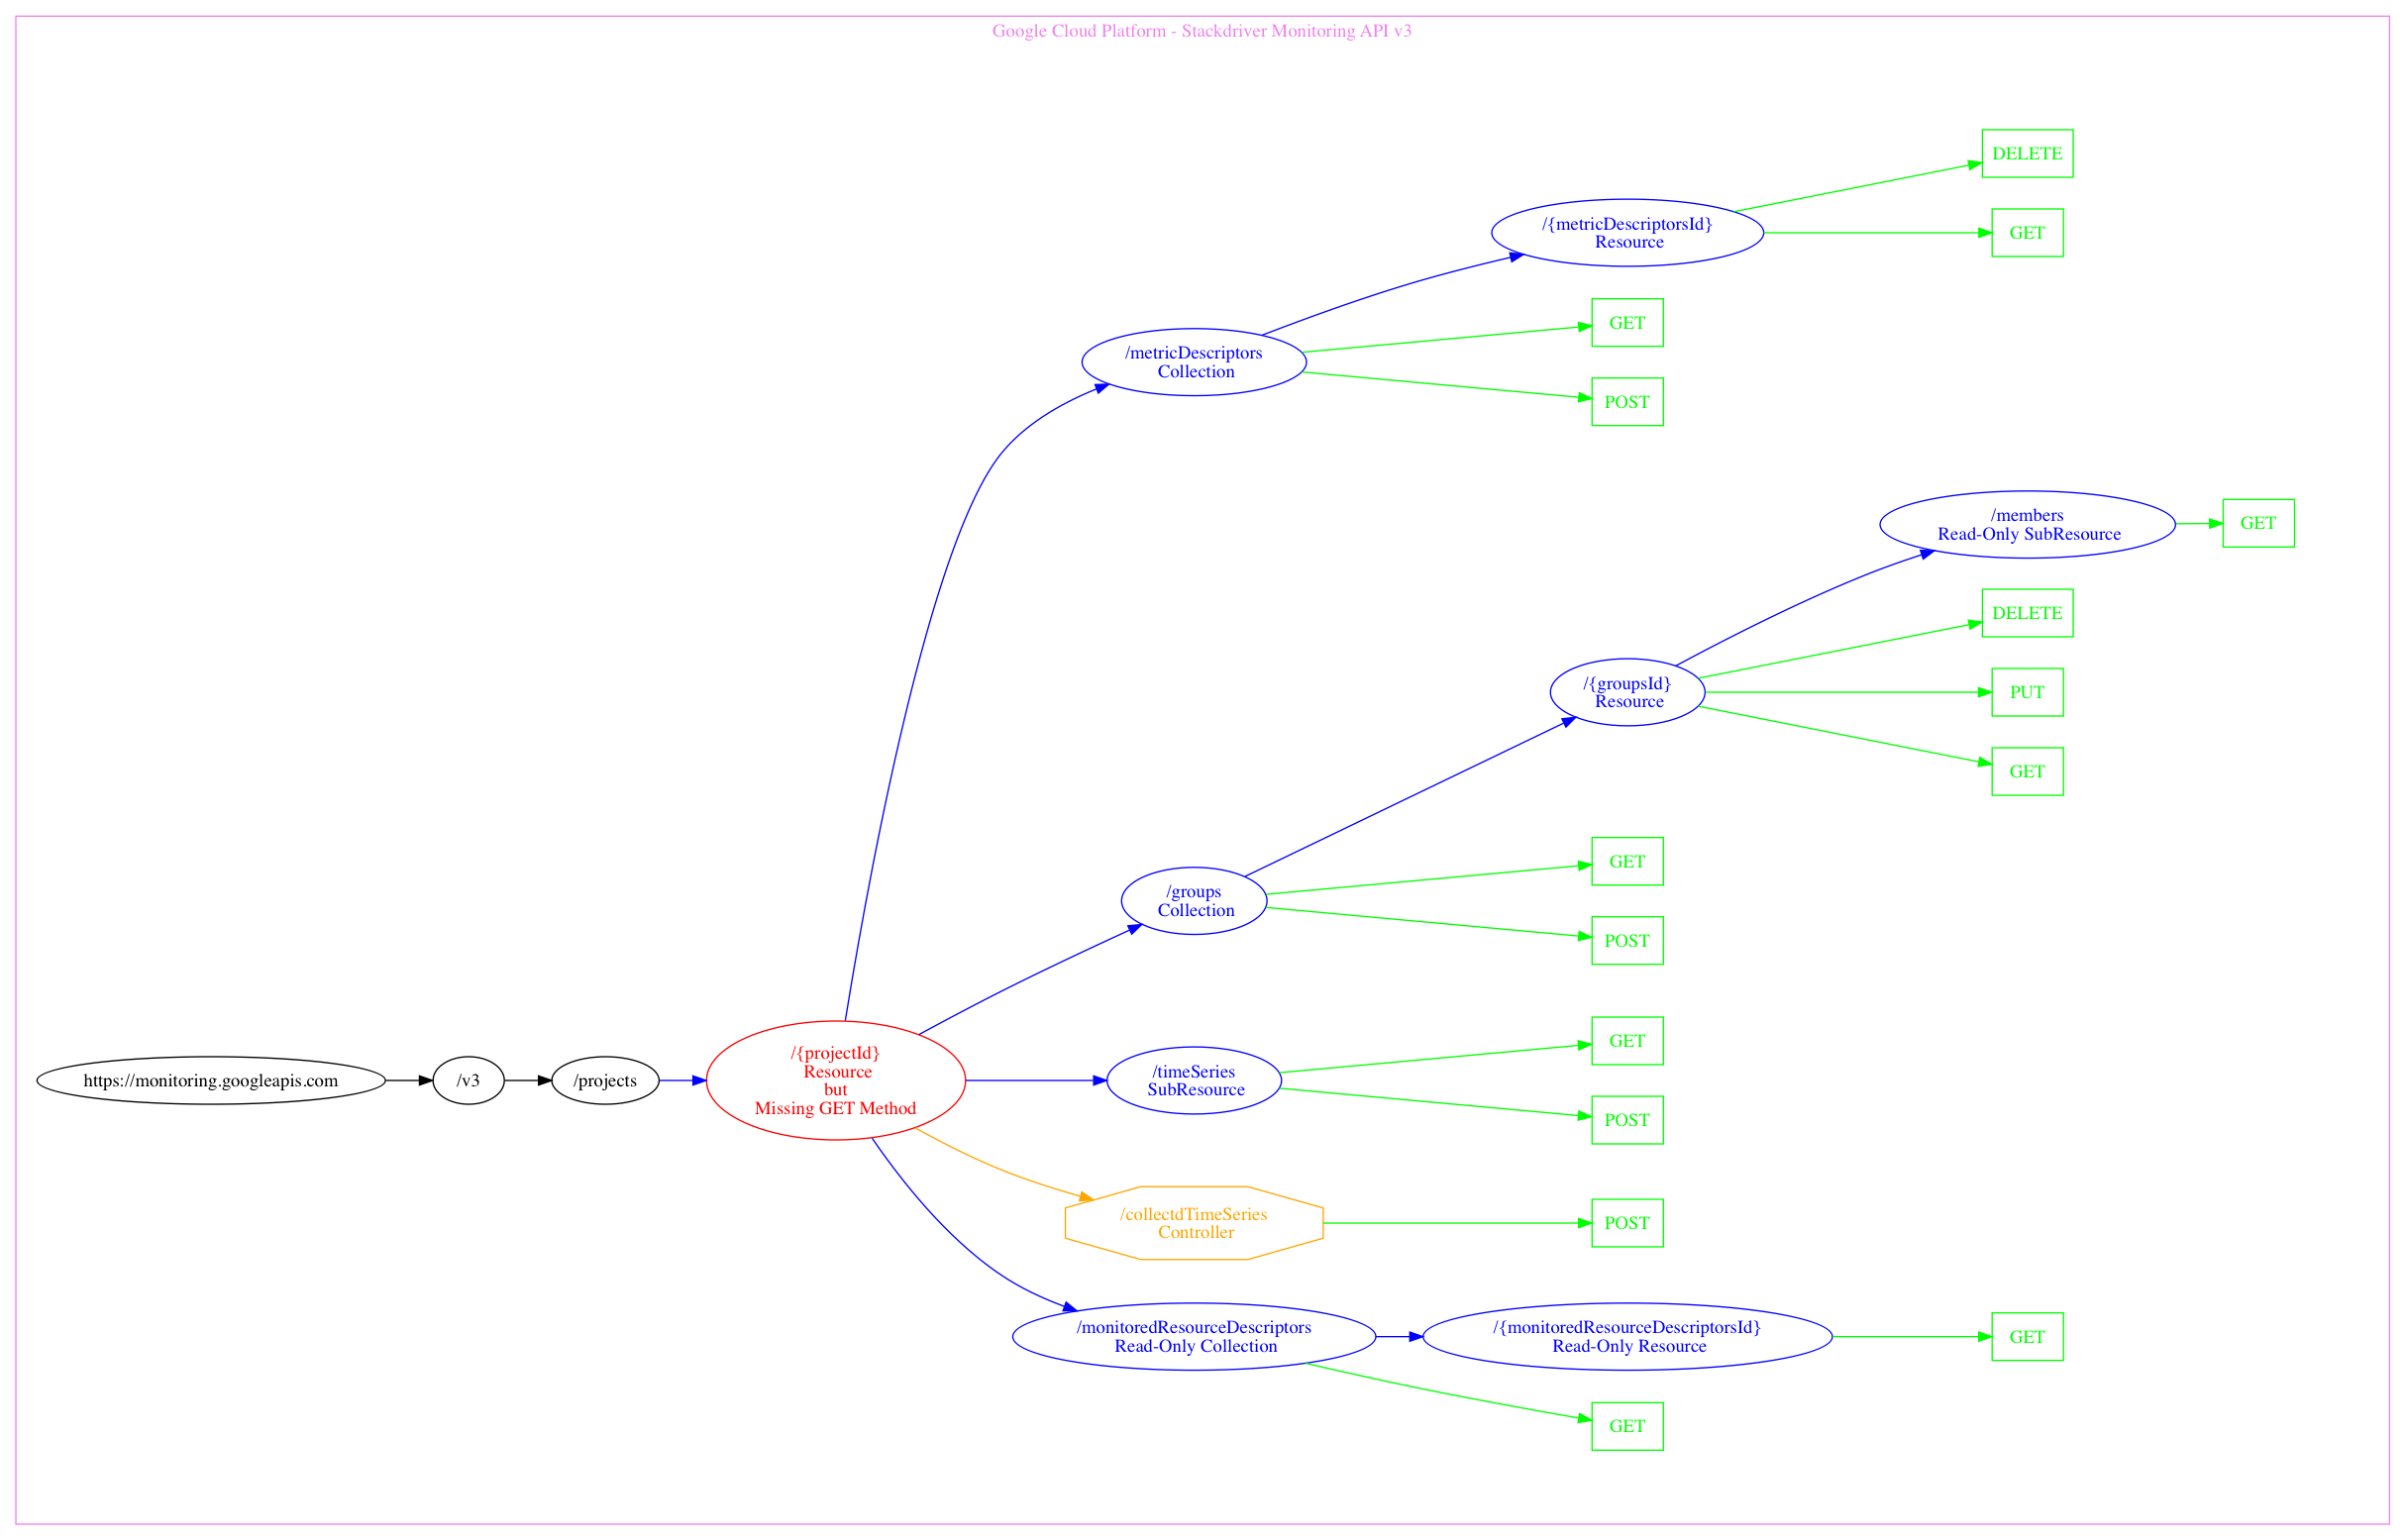 Google Cloud Platform - Stackdriver Monitoring API v3
https://monitoring.googleapis.com
/v3
/projects
/{projectId}
Resource
but
Missing GET Method
/metricDescriptors
Collection
/{metricDescriptorsId}
Resource
DELETE
GET
GET
POST
/groups
Collection
/{groupsId}
Resource
/members
Read-Only SubResource
GET
DELETE
PUT
GET
GET
POST
/timeSeries
SubResource
GET
POST
/collectdTimeSeries
Controller
POST
/monitoredResourceDescriptors
Read-Only Collection
/{monitoredResourceDescriptorsId}
Read-Only Resource
GET
GET